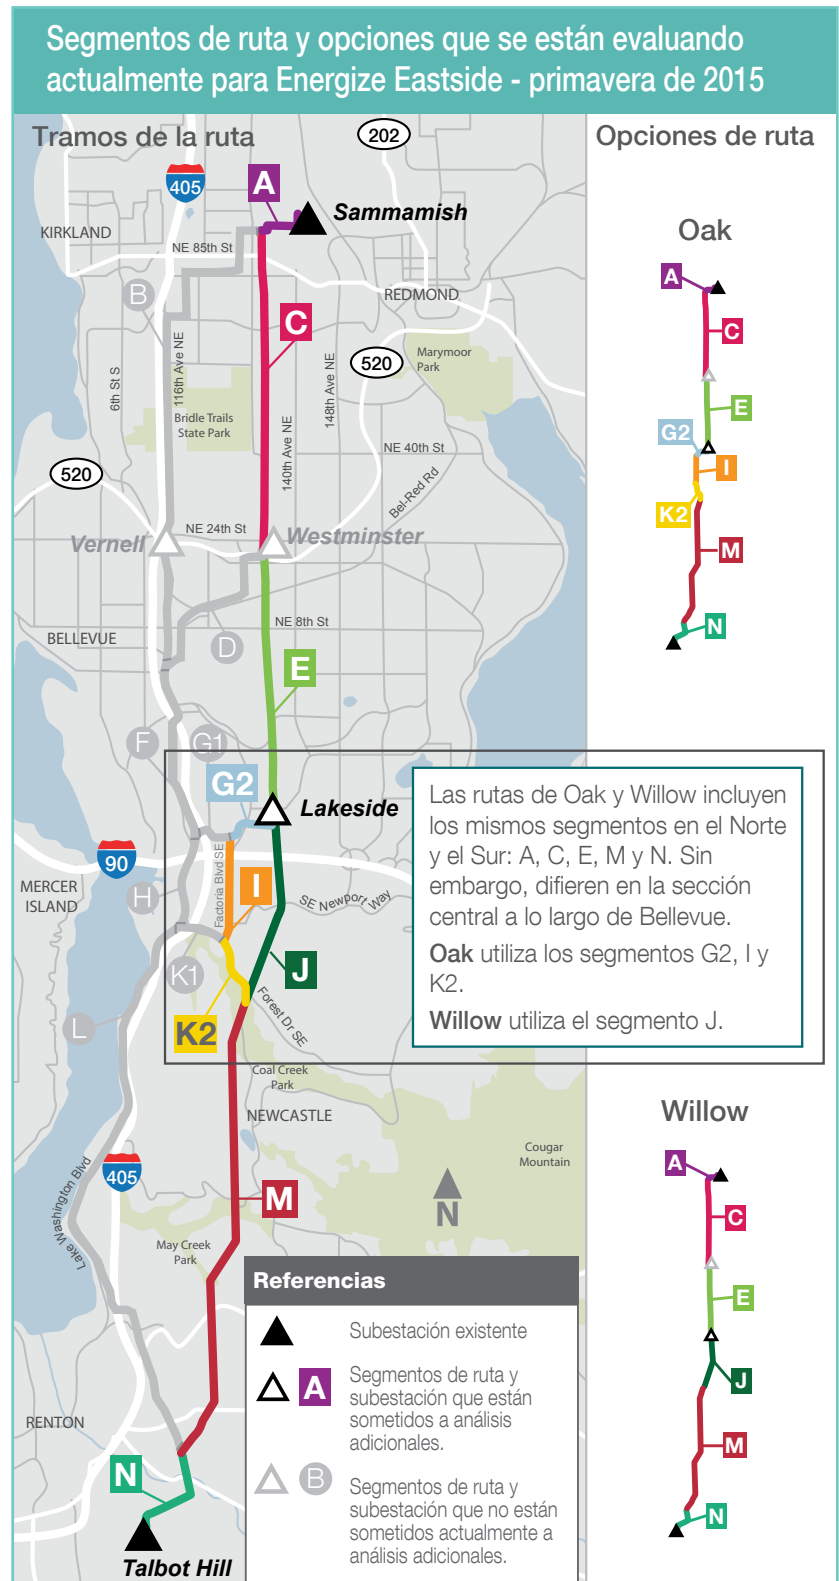 Segmentos de ruta y opciones que se están evaluando
actualmente para Energize Eastside - primavera de 2015
Tramos de la ruta
Opciones de ruta
202
405
A
Sammamish
KIRKLAND
NE 85th St
B
REDMOND
C
116th Ave NE
6th St S
148th Ave NE
140th Ave NE
520
Marymoor
Park
Bridle Trails
State Park
NE 40th St
Bel-Red Rd
520
NE 24th St
Vernell
Westminster
NE 8th St
BELLEVUE
D
E
F
G1
G2
Lakeside
90
Factoria Blvd SE
MERCER
ISLAND
H
I
SE Newport Way
K1
J
L
K2
Forest Dr SE
Coal Creek
Park
NEWCASTLE
Cougar
Mountain
405
Lake Washington Blvd
M
N
May Creek
Park
RENTON
N
Talbot Hill
Oak
A
C
E
G2
I
K2
M
N
Las rutas de Oak y Willow incluyen
los mismos segmentos en el Norte
y el Sur: A, C, E, M y N. Sin
embargo, difieren en la sección
central a lo largo de Bellevue.
Oak utiliza los segmentos G2, I y
K2.
Willow utiliza el segmento J.
Willow
A
C
E
J
M
N
Referencias
Subestación existente
A
Segmentos de ruta y
subestación que están
sometidos a análisis
adicionales.
B
Segmentos de ruta y
subestación que no están
sometidos actualmente a
análisis adicionales.